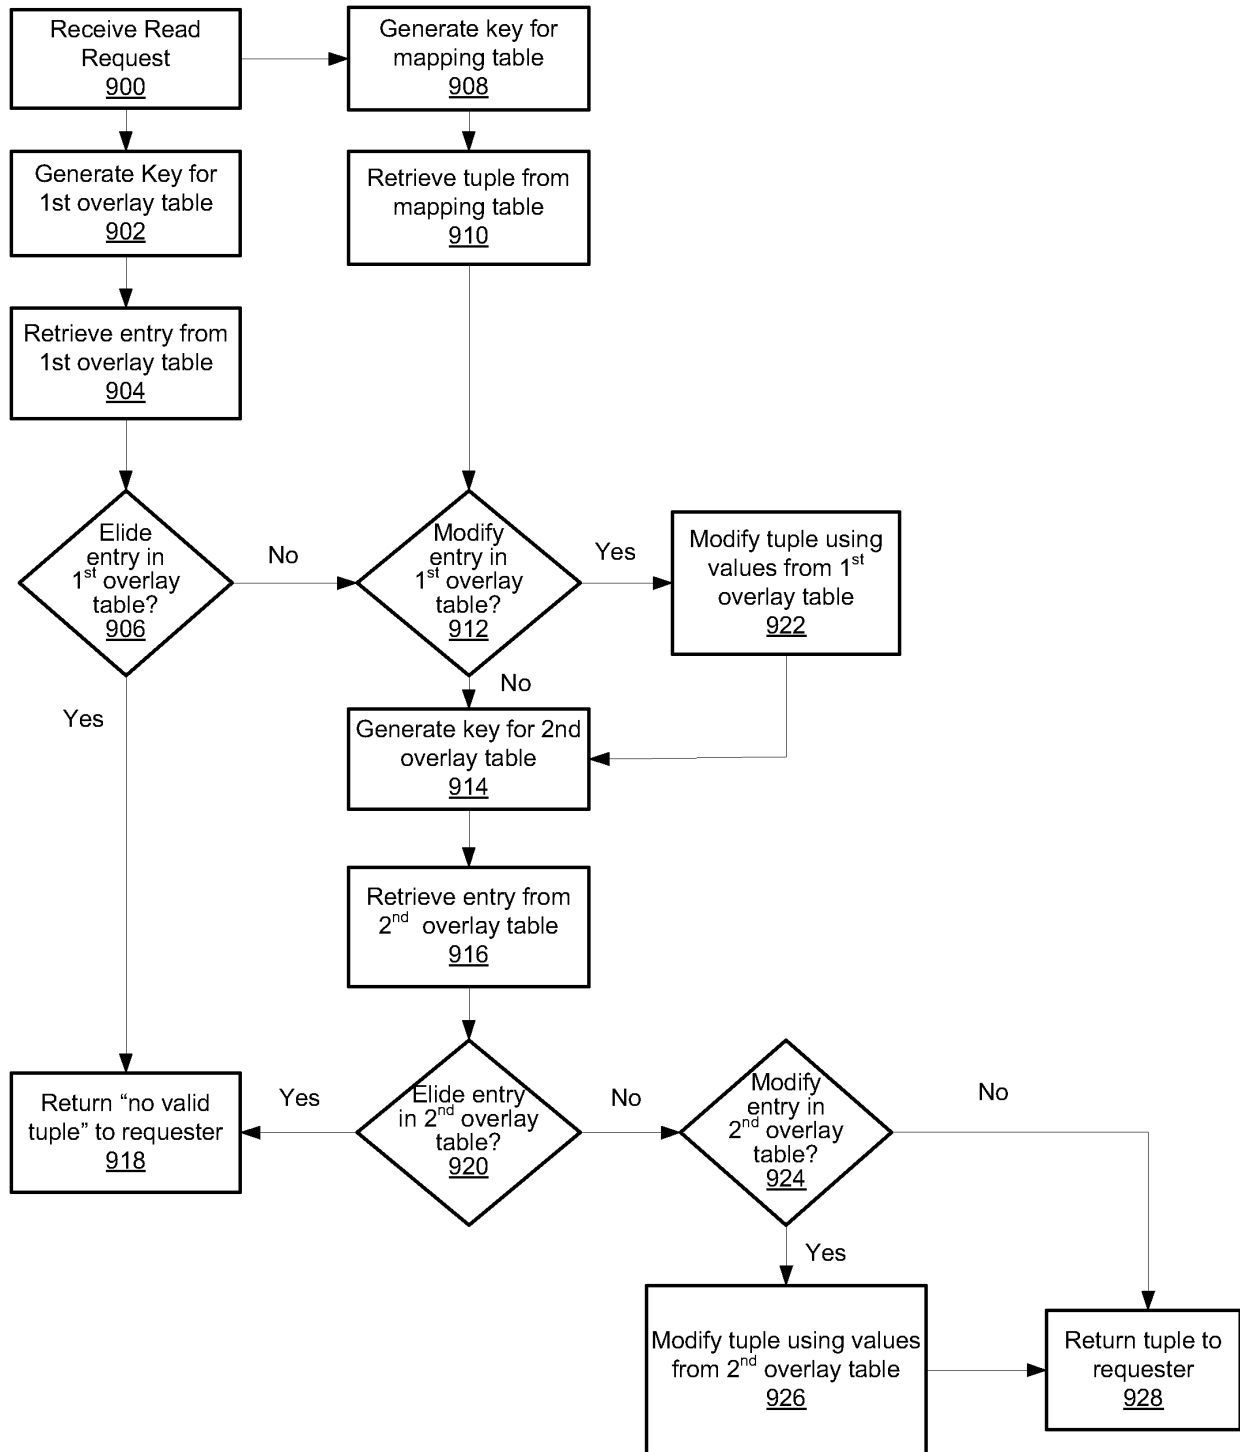 Receive Read
Request
900
Generate key for
mapping table
908
Generate Key for
1st overlay table
902
Retrieve tuple from
mapping table
910
Retrieve entry from
1st overlay table
904
Elide
entry in
1st overlay
table?
906
No
Modify
entry in
1st overlay
table?
912
Yes
Modify tuple using
values from 1st
overlay table
922
Yes
No
Generate key for 2nd
overlay table
914
Retrieve entry from
2nd overlay table
916
Return “no valid
tuple” to requester
918
Yes
Elide entry
in 2nd overlay
table?
920
No
Modify
entry in
2nd overlay
table?
924
No
Yes
Modify tuple using values
from 2nd overlay table
926
Return tuple to
requester
928